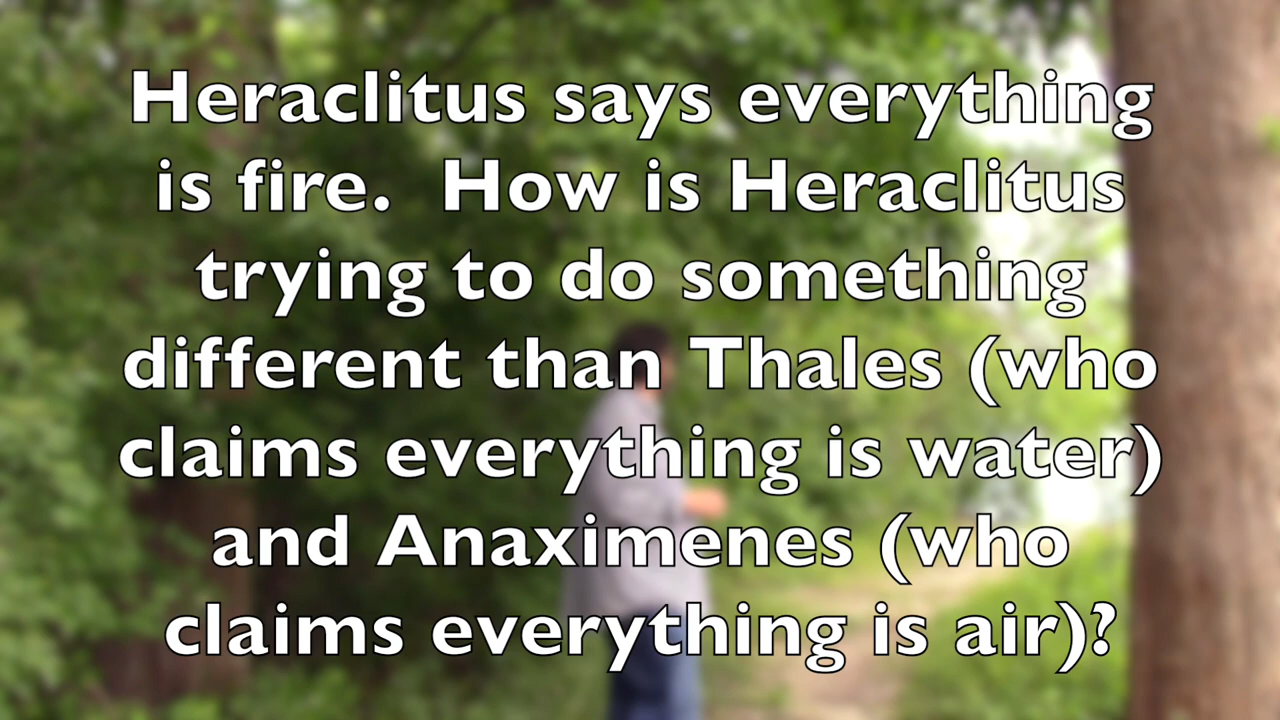 Heraclitus says everything
is fire.  How is Heraclitus
trying to do something
different than Thales (who
claims everything is water)
and Anaximenes (who
claims everything is air)?